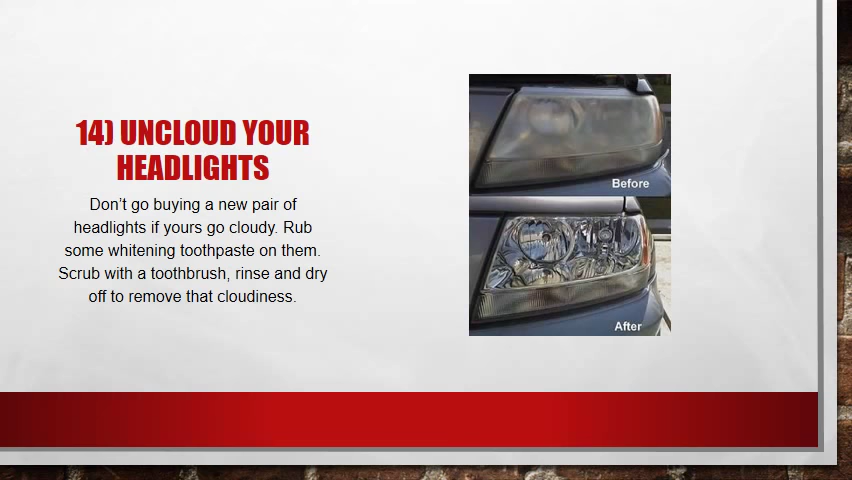 14) UNCLOUD YOUR
HEADLIGHTS
Don’t go buying a new pair of
headlights if yours go cloudy. Rub
some whitening toothpaste on them.
Scrub with a toothbrush, rinse and dry
off to remove that cloudiness.
Before
After